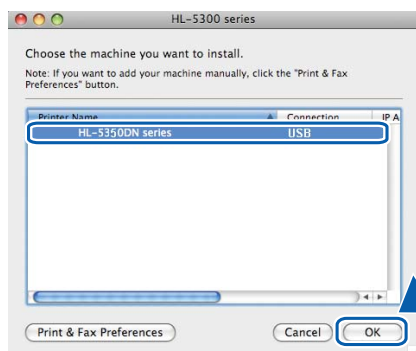 HL-5300 series
Choose the machine you want to install.
Note: If you want to add your machine manually, click the "Print & Fax
Preferences" button.
Printer Name Connection IP A
HL-5350DN series USB
Print & Fax Preferences Cancel OK